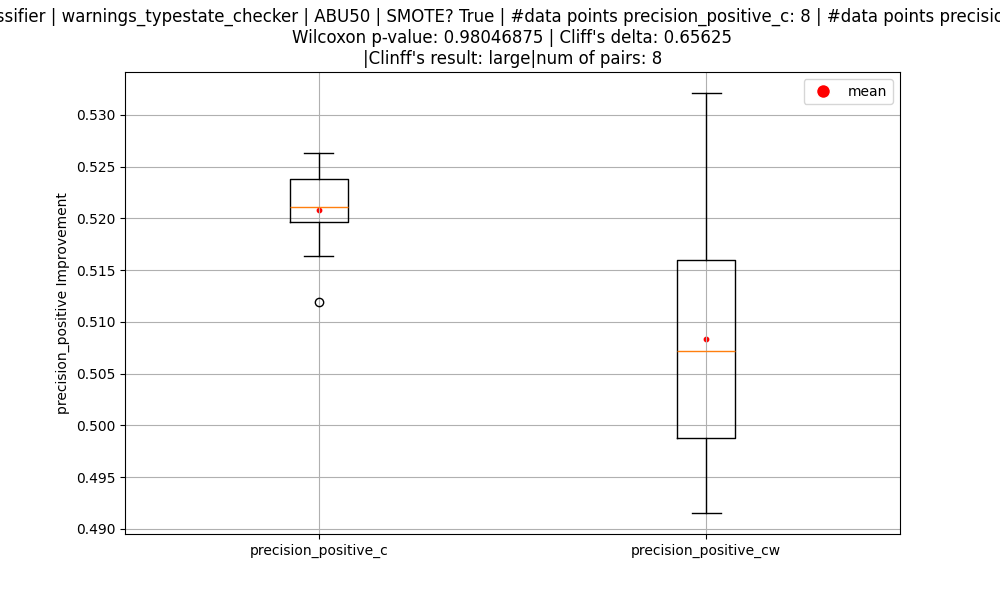 | warnings_typestate_checker | ABU50 | SMOTE? True | #data points precision_positive_c: 8 | #data points
Wilcoxon p-value: 0.98046875 | Cliff's delta: 0.65625
|Clinff's result: large|num of pairs: 8
mean
0.530
0.525
0.520
0.515
0.510
0.505
0.500
0.495
0.490
precision_positive Improvement
precision_positive_c
precision_positive_cw